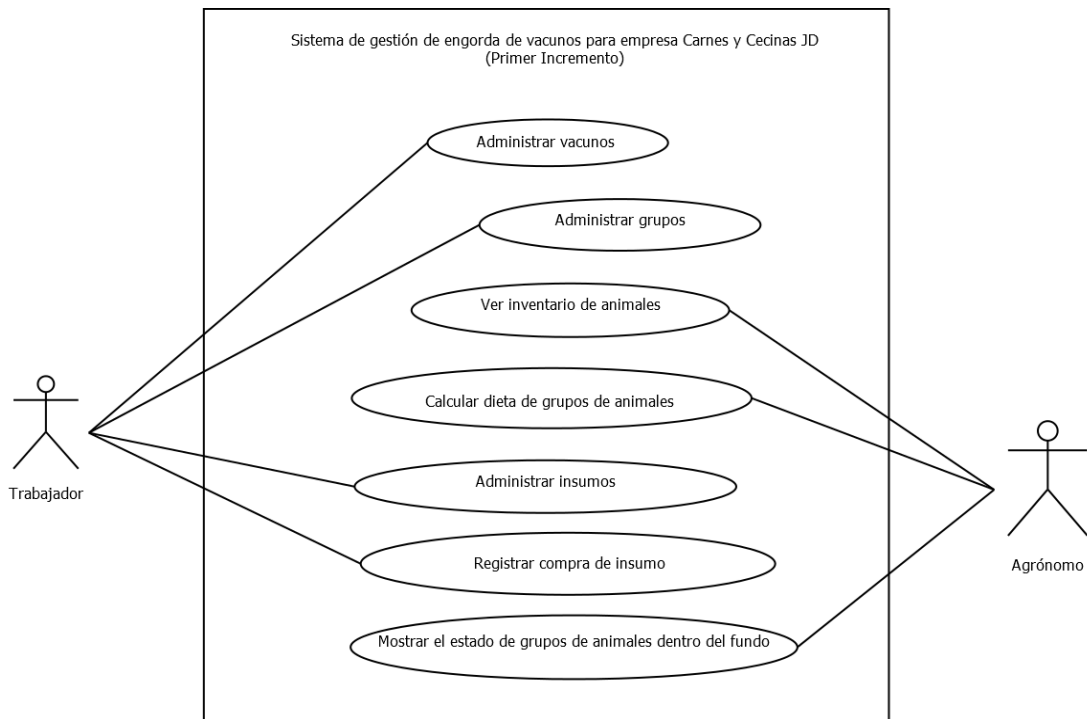 Sistema de gestión de engorda de vacunos para empresa Carnes y Cecinas JD
(Primer Incremento)
Administrar vacunos
Administrar grupos
Ver inventario de animales
Calcular dieta de grupos de animales
Administrar insumos
Trabajador
Registrar compra de insumo
Agrónomo
Mostrar el estado de grupos de animales dentro del fundo